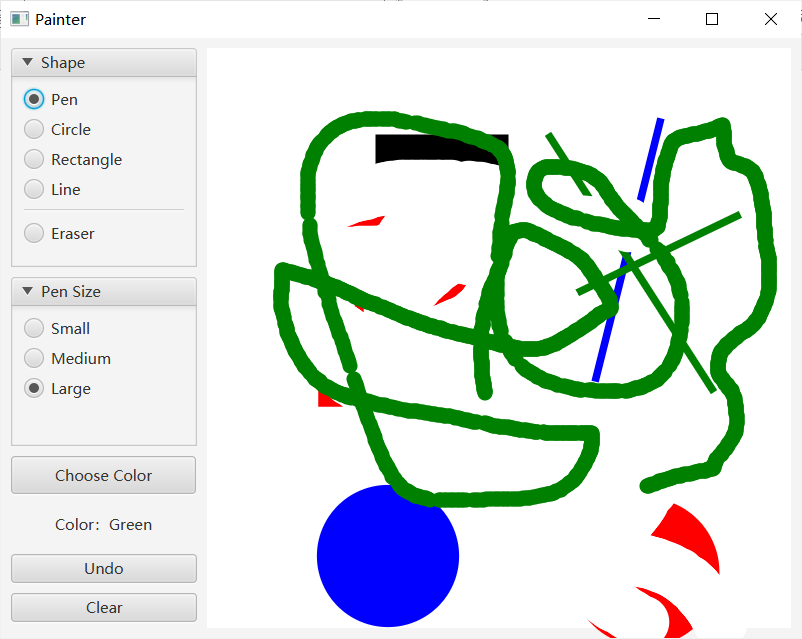 Painter
Shape
Pen
Circle
Rectangle
Line
Eraser
Pen Size
Small
Medium
Large
Choose Color
Color：Green
Undo
Clear